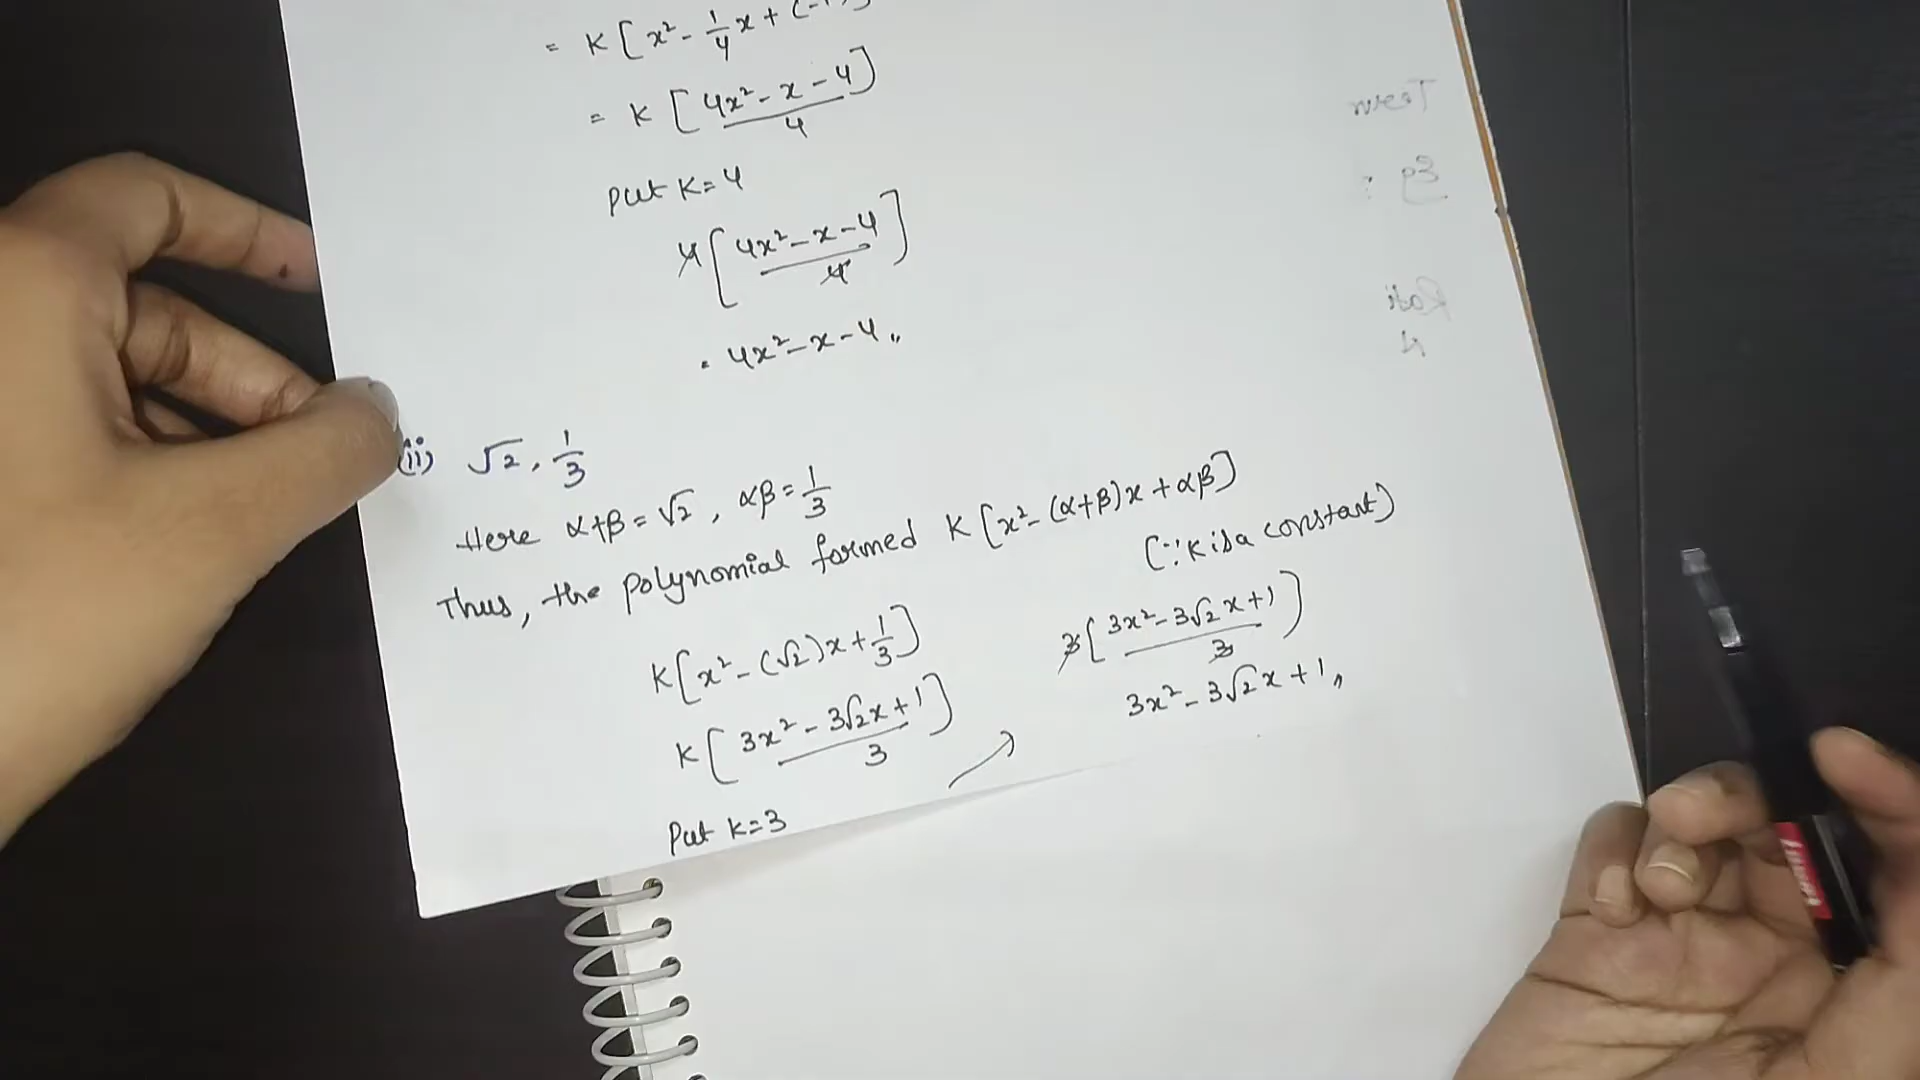 = K [x² - 1/4 x + (-1)]
= K [4x² - x - 4 / 4]
put K = 4
4 [4x² - x - 4 / 4]
= 4x² - x - 4 〃
(ii) √2, 1/3
Here α+β = √2, αβ = 1/3
Thus, the polynomial formed K [x² - (α+β)x + αβ]
(∵ K is a constant)
K [x² - (√2)x + 1/3]
K [3x² - 3√2x + 1 / 3]
Put K = 3
3 [3x² - 3√2x + 1 / 3]
3x² - 3√2x + 1 〃